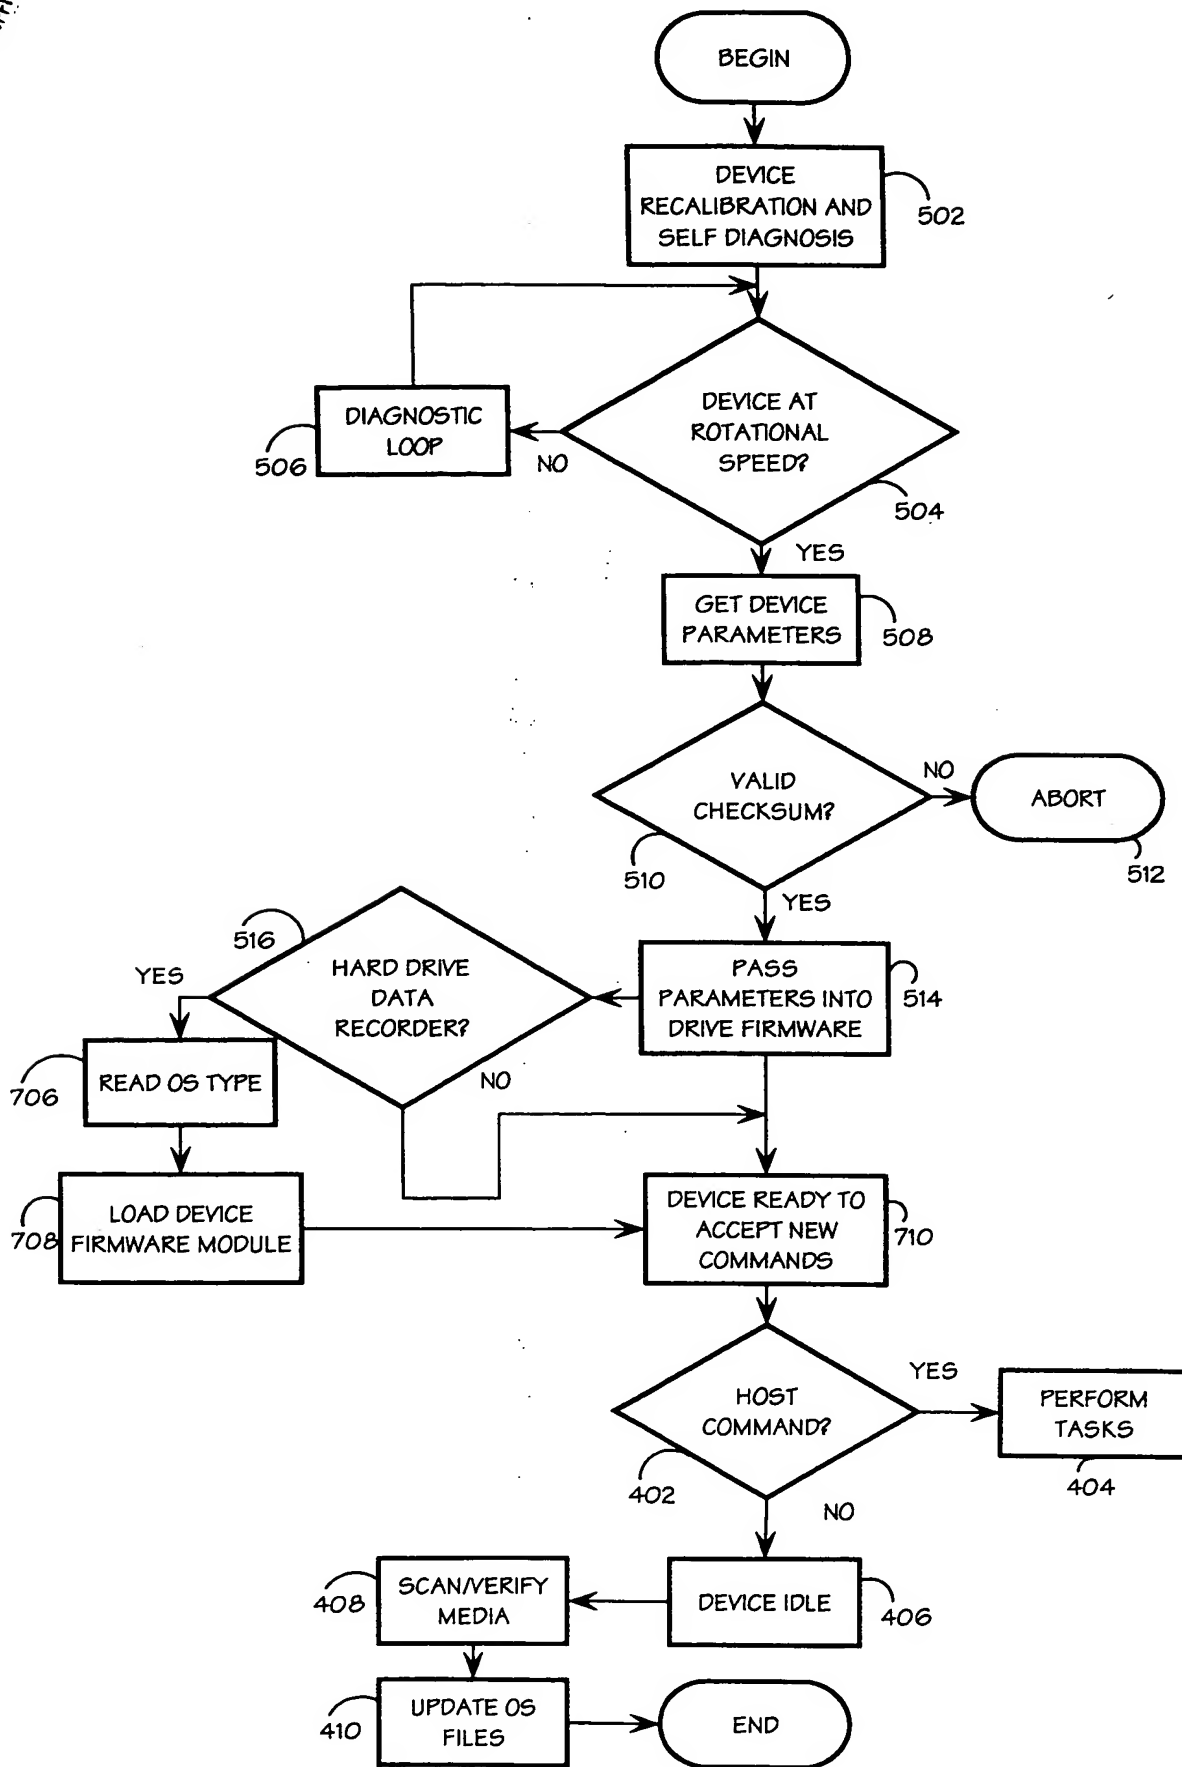 BEGIN
DEVICE
RECALIBRATION AND
SELF DIAGNOSIS
502
DEVICE AT
ROTATIONAL
SPEED?
504
NO
DIAGNOSTIC
LOOP
506
YES
GET DEVICE
PARAMETERS
508
VALID
CHECKSUM?
510
NO
ABORT
512
YES
PASS
PARAMETERS INTO
DRIVE FIRMWARE
514
HARD DRIVE
DATA
RECORDER?
516
YES
NO
READ OS TYPE
706
LOAD DEVICE
FIRMWARE MODULE
708
DEVICE READY TO
ACCEPT NEW
COMMANDS
710
HOST
COMMAND?
402
YES
PERFORM
TASKS
404
NO
DEVICE IDLE
406
SCAN/VERIFY
MEDIA
408
UPDATE OS
FILES
410
END